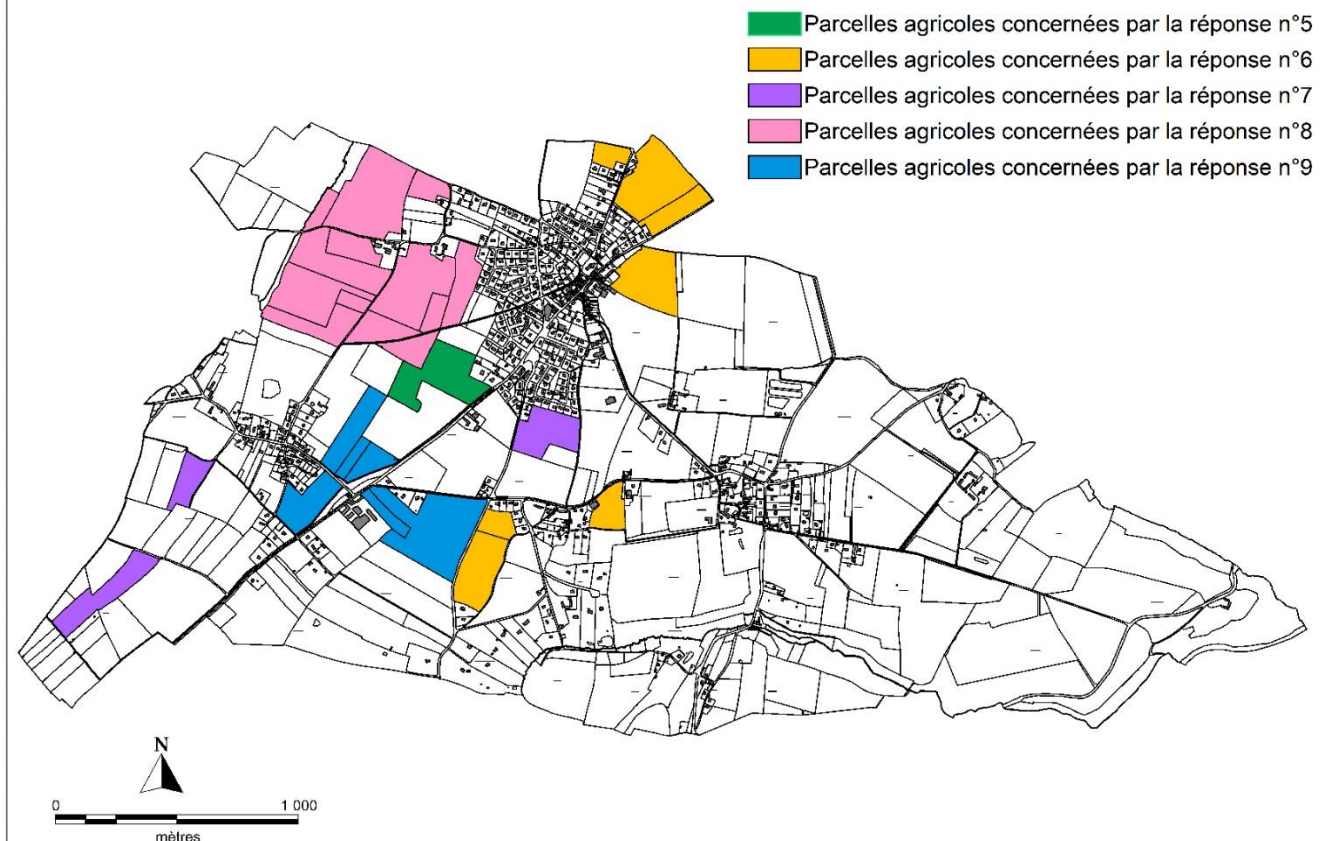 Parcelles agricoles concernées par la réponse n°5
Parcelles agricoles concernées par la réponse n°6
Parcelles agricoles concernées par la réponse n°7
Parcelles agricoles concernées par la réponse n°8
Parcelles agricoles concernées par la réponse n°9
N
0 1 000
mètres